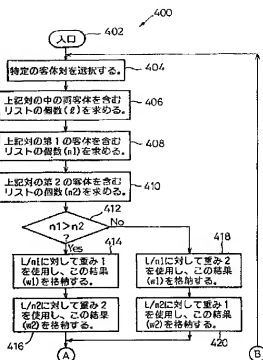 400
入口
402
特定の客体対を選択する。
404
上記対の中の両客体を含む
リストの個数(ℓ)を求める。
406
上記対の第1の客体を含む
リストの個数(n1)を求める。
408
上記対の第2の客体を含む
リストの個数(n2)を求める。
410
412
n1>n2
?
No
Yes
414
418
L/n1に対して重み1
を使用し、この結果
(w1)を格納する。
L/n1に対して重み2
を使用し、この結果
(w1)を格納する。
L/n2に対して重み2
を使用し、この結果
(w2)を格納する。
L/n2に対して重み1
を使用し、この結果
(w2)を格納する。
416
420
A
B